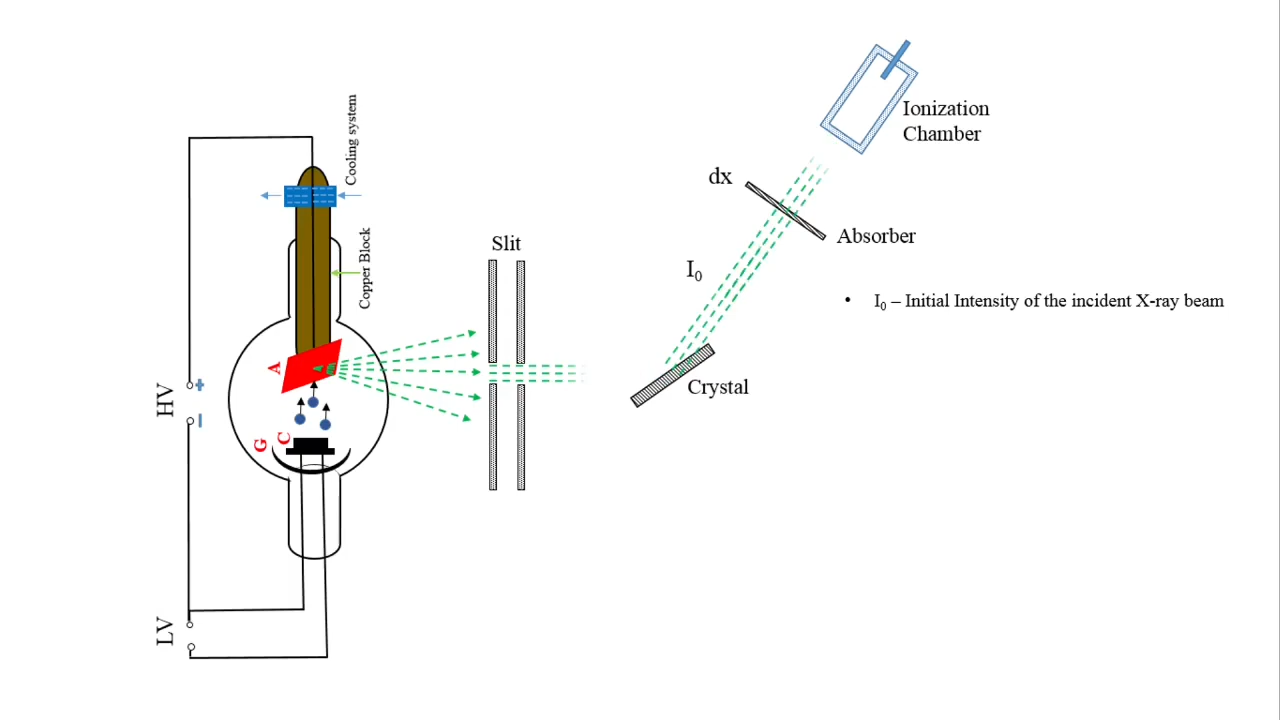 Cooling system
Copper Block
HV
+
–
A
G
C
LV
Slit
I₀
dx
Absorber
Ionization
Chamber
Crystal
• I₀ – Initial Intensity of the incident X-ray beam